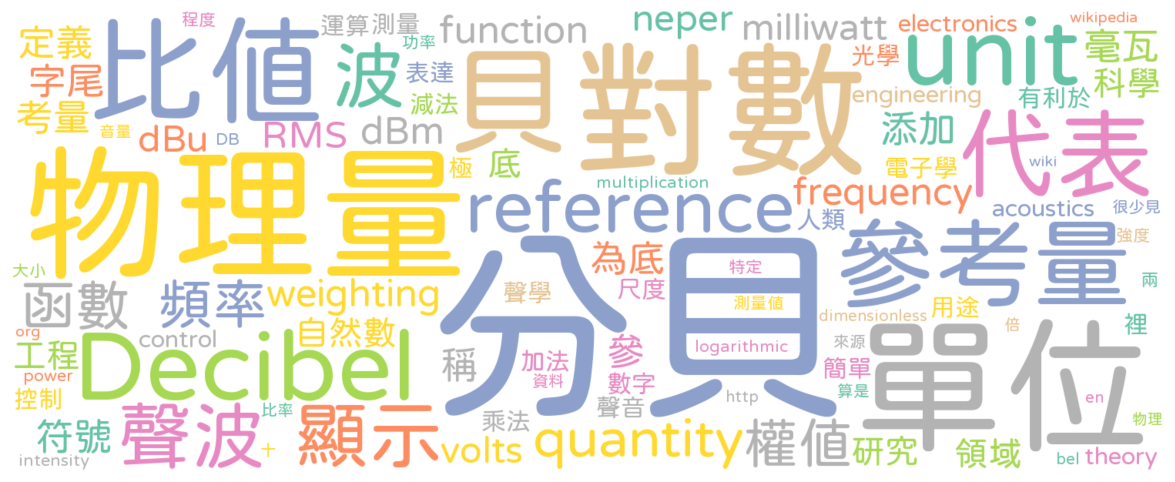 程度
運算
測量
function
neper
milliwatt
electronics
wikipedia
定義
比值
波
功率
貝
對數
光學
unit
毫瓦
字尾
表達
科學
考量
音量
dBu
DB
RMS
減法
dBm
engineering
有利於
添加
代表
物理量
極
底
電子學
wiki
multiplication
frequency
reference
人類
acoustics
很少見
大小
分貝
為底
特定
參考量
強度
函數
頻率
weighting
聲學
尺度
測量值
兩
用途
dimensionless
倍
裡
org
工程
control
自然數
Decibel
稱
加法
參
logarithmic
來源
單位
power
控制
資料
數字
簡單
算是
http
en
聲音
符號
聲波
比率
顯示
乘法
物理
+
volts
quantity
權值
研究
領域
intensity
bel
theory